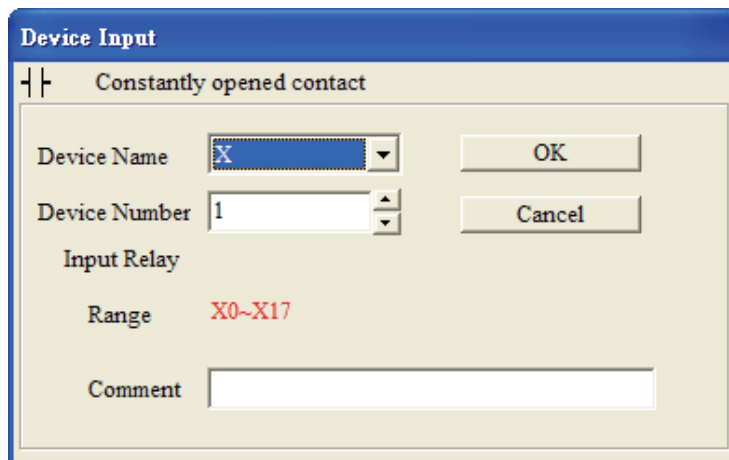 Device Input
Constantly opened contact
Device Name X OK
Device Number 1 Cancel
Input Relay
Range X0~X17
Comment